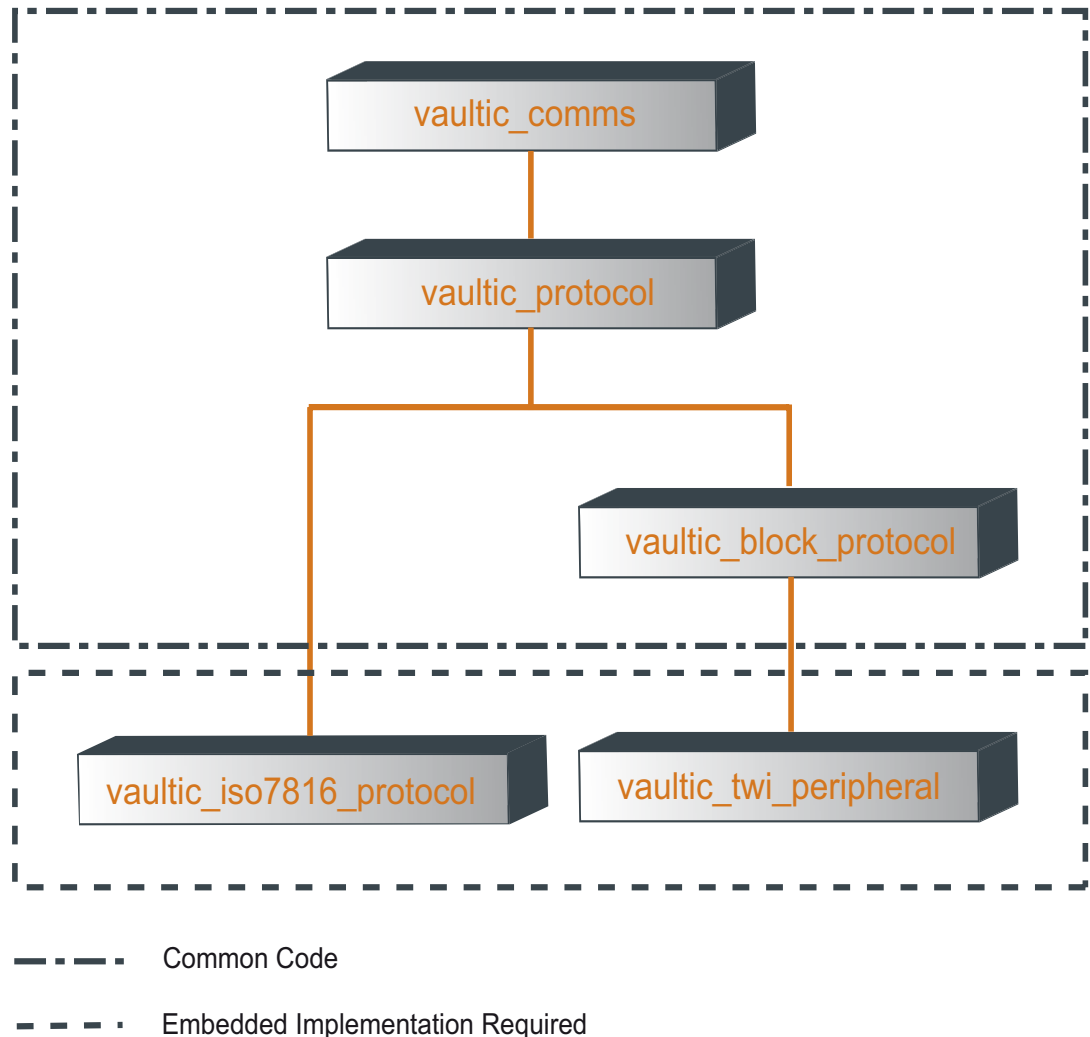 vaultic_comms
vaultic_protocol
vaultic_block_protocol
vaultic_iso7816_protocol
vaultic_twi_peripheral
Common Code
Embedded Implementation Required